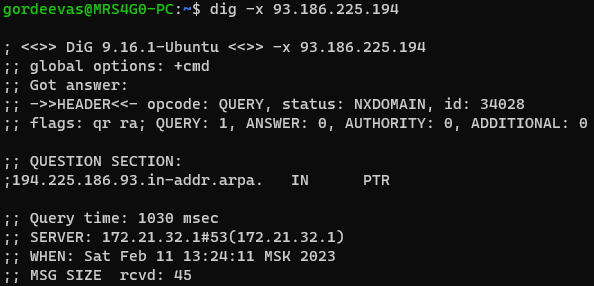 gordeevas@MRS4G0-PC:~$ dig -x 93.186.225.194
; <<>> DiG 9.16.1-Ubuntu <<>> -x 93.186.225.194
;; global options: +cmd
;; Got answer:
;; ->>HEADER<<- opcode: QUERY, status: NXDOMAIN, id: 34028
;; flags: qr ra; QUERY: 1, ANSWER: 0, AUTHORITY: 0, ADDITIONAL: 0
;; QUESTION SECTION:
;194.225.186.93.in-addr.arpa. IN PTR
;; Query time: 1030 msec
;; SERVER: 172.21.32.1#53(172.21.32.1)
;; WHEN: Sat Feb 11 13:24:11 MSK 2023
;; MSG SIZE rcvd: 45